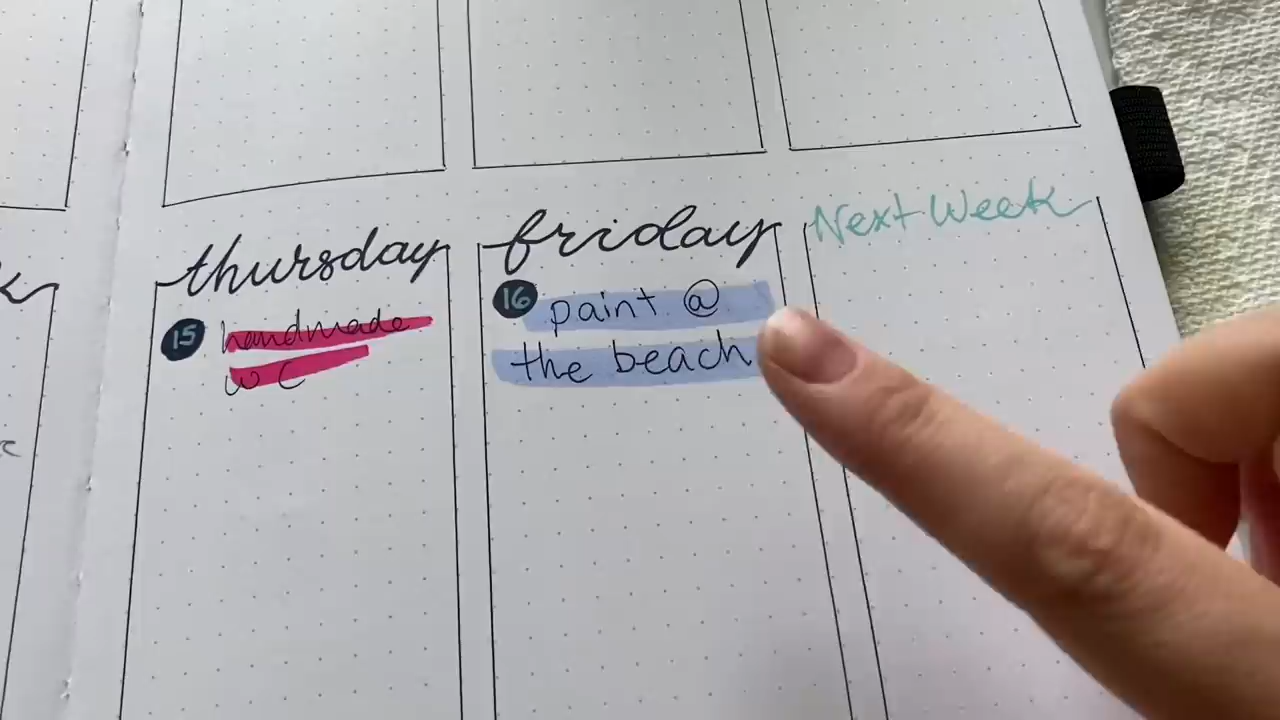 thursday
15 handmade
WC
friday
16 paint @
the beach
Next Week